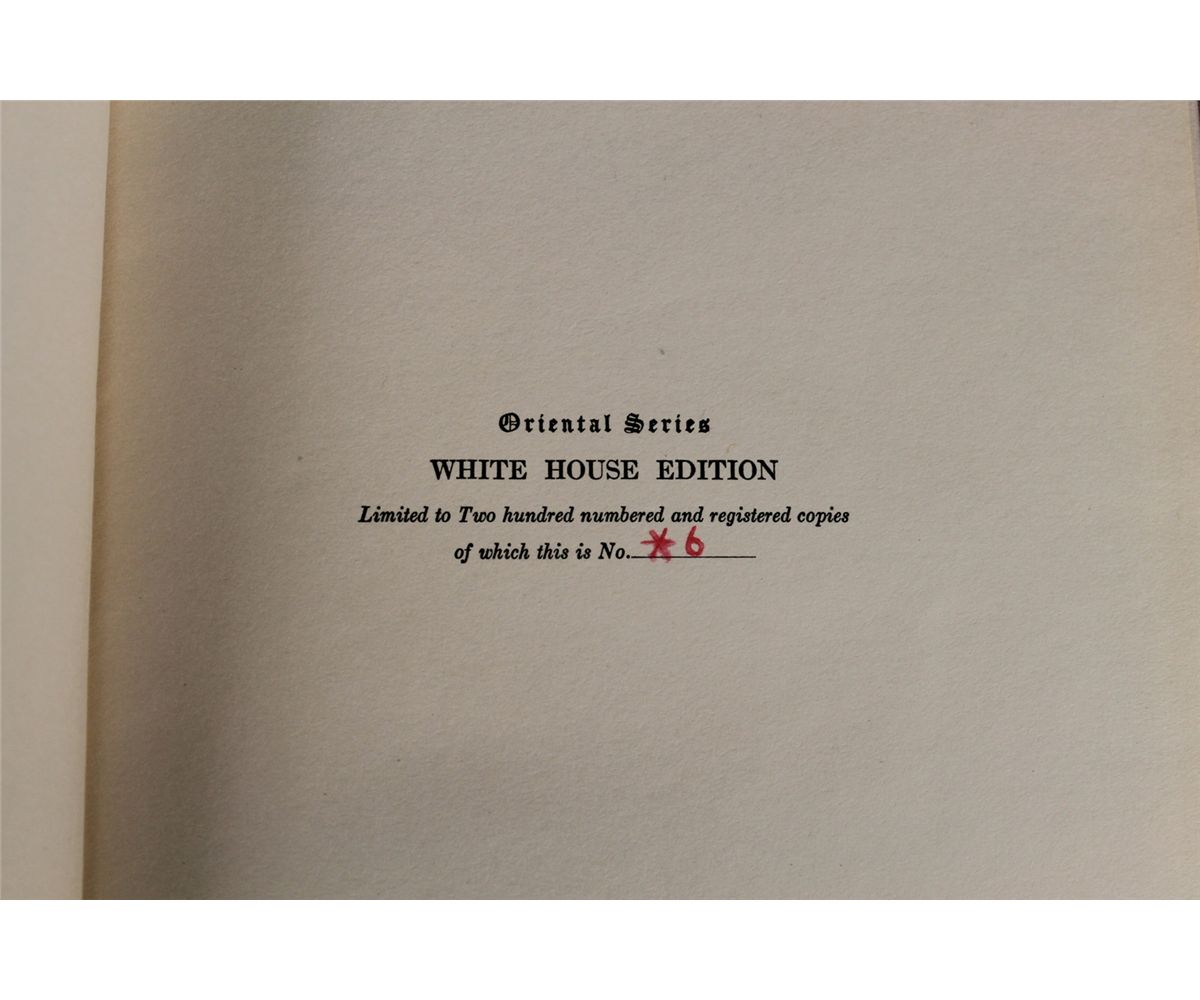 Oriental Series
WHITE HOUSE EDITION
Limited to Two hundred numbered and registered copies
of which this is No. * 6